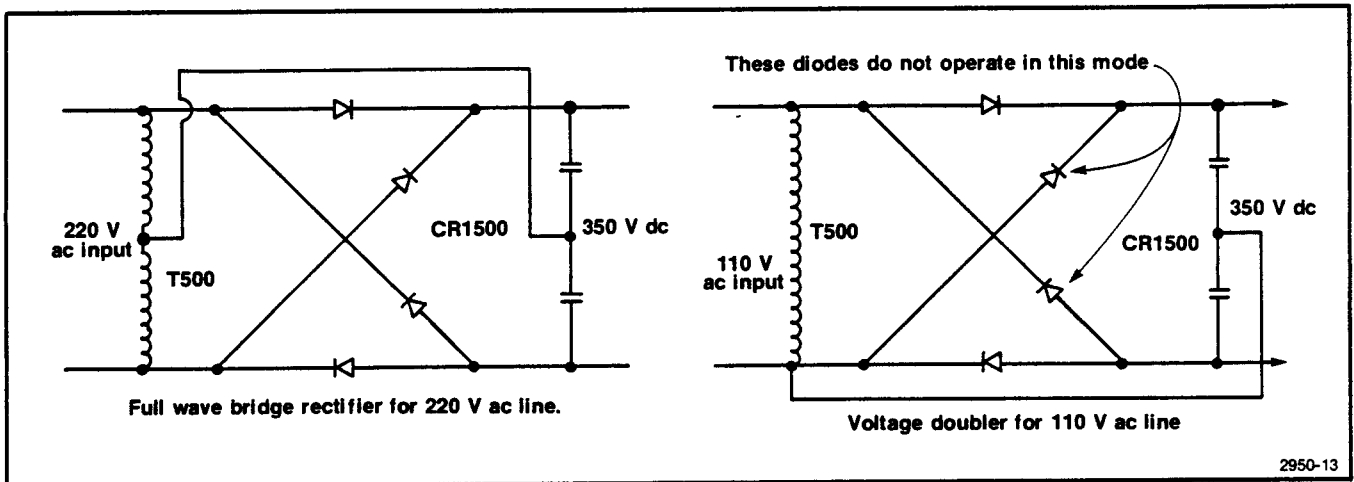 220 V
ac input
T500
CR1500
350 V dc
Full wave bridge rectifier for 220 V ac line.
These diodes do not operate in this mode
110 V
ac input
T500
CR1500
350 V dc
Voltage doubler for 110 V ac line
2950-13